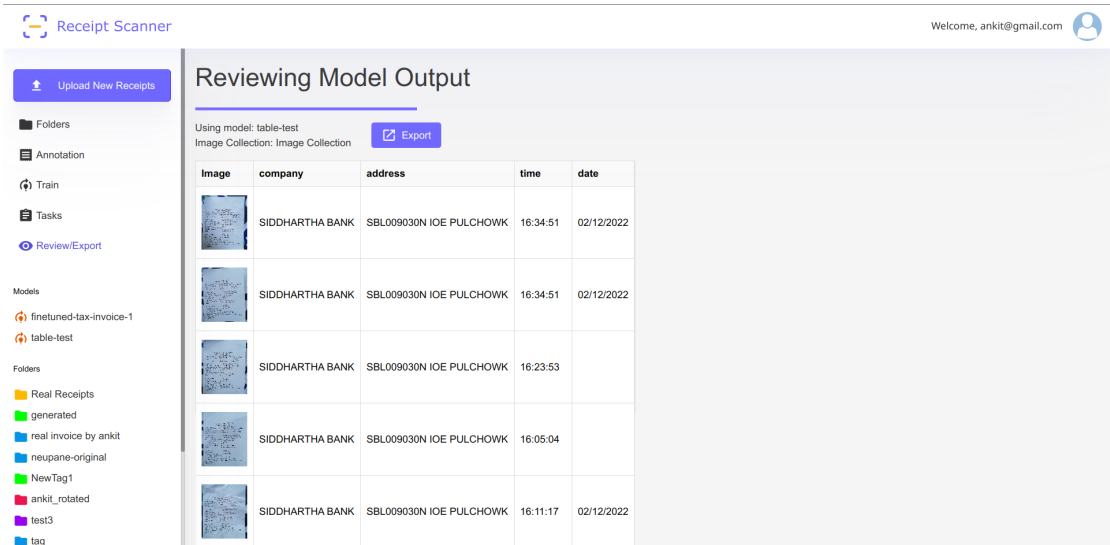 Receipt Scanner
Welcome, ankit@gmail.com
Upload New Receipts
Folders
Annotation
Train
Tasks
Review/Export
Models
finetuned-tax-invoice-1
table-test
Folders
Real Receipts
generated
real invoice by ankit
neupane-original
NewTag1
ankit_rotated
test3
tag
Reviewing Model Output
Using model: table-test
Image Collection: Image Collection
Export
Image company address time date
SIDDHARTHA BANK SBL009030N IOE PULCHOWK 16:34:51 02/12/2022
SIDDHARTHA BANK SBL009030N IOE PULCHOWK 16:34:51 02/12/2022
SIDDHARTHA BANK SBL009030N IOE PULCHOWK 16:23:53
SIDDHARTHA BANK SBL009030N IOE PULCHOWK 16:05:04
SIDDHARTHA BANK SBL009030N IOE PULCHOWK 16:11:17 02/12/2022